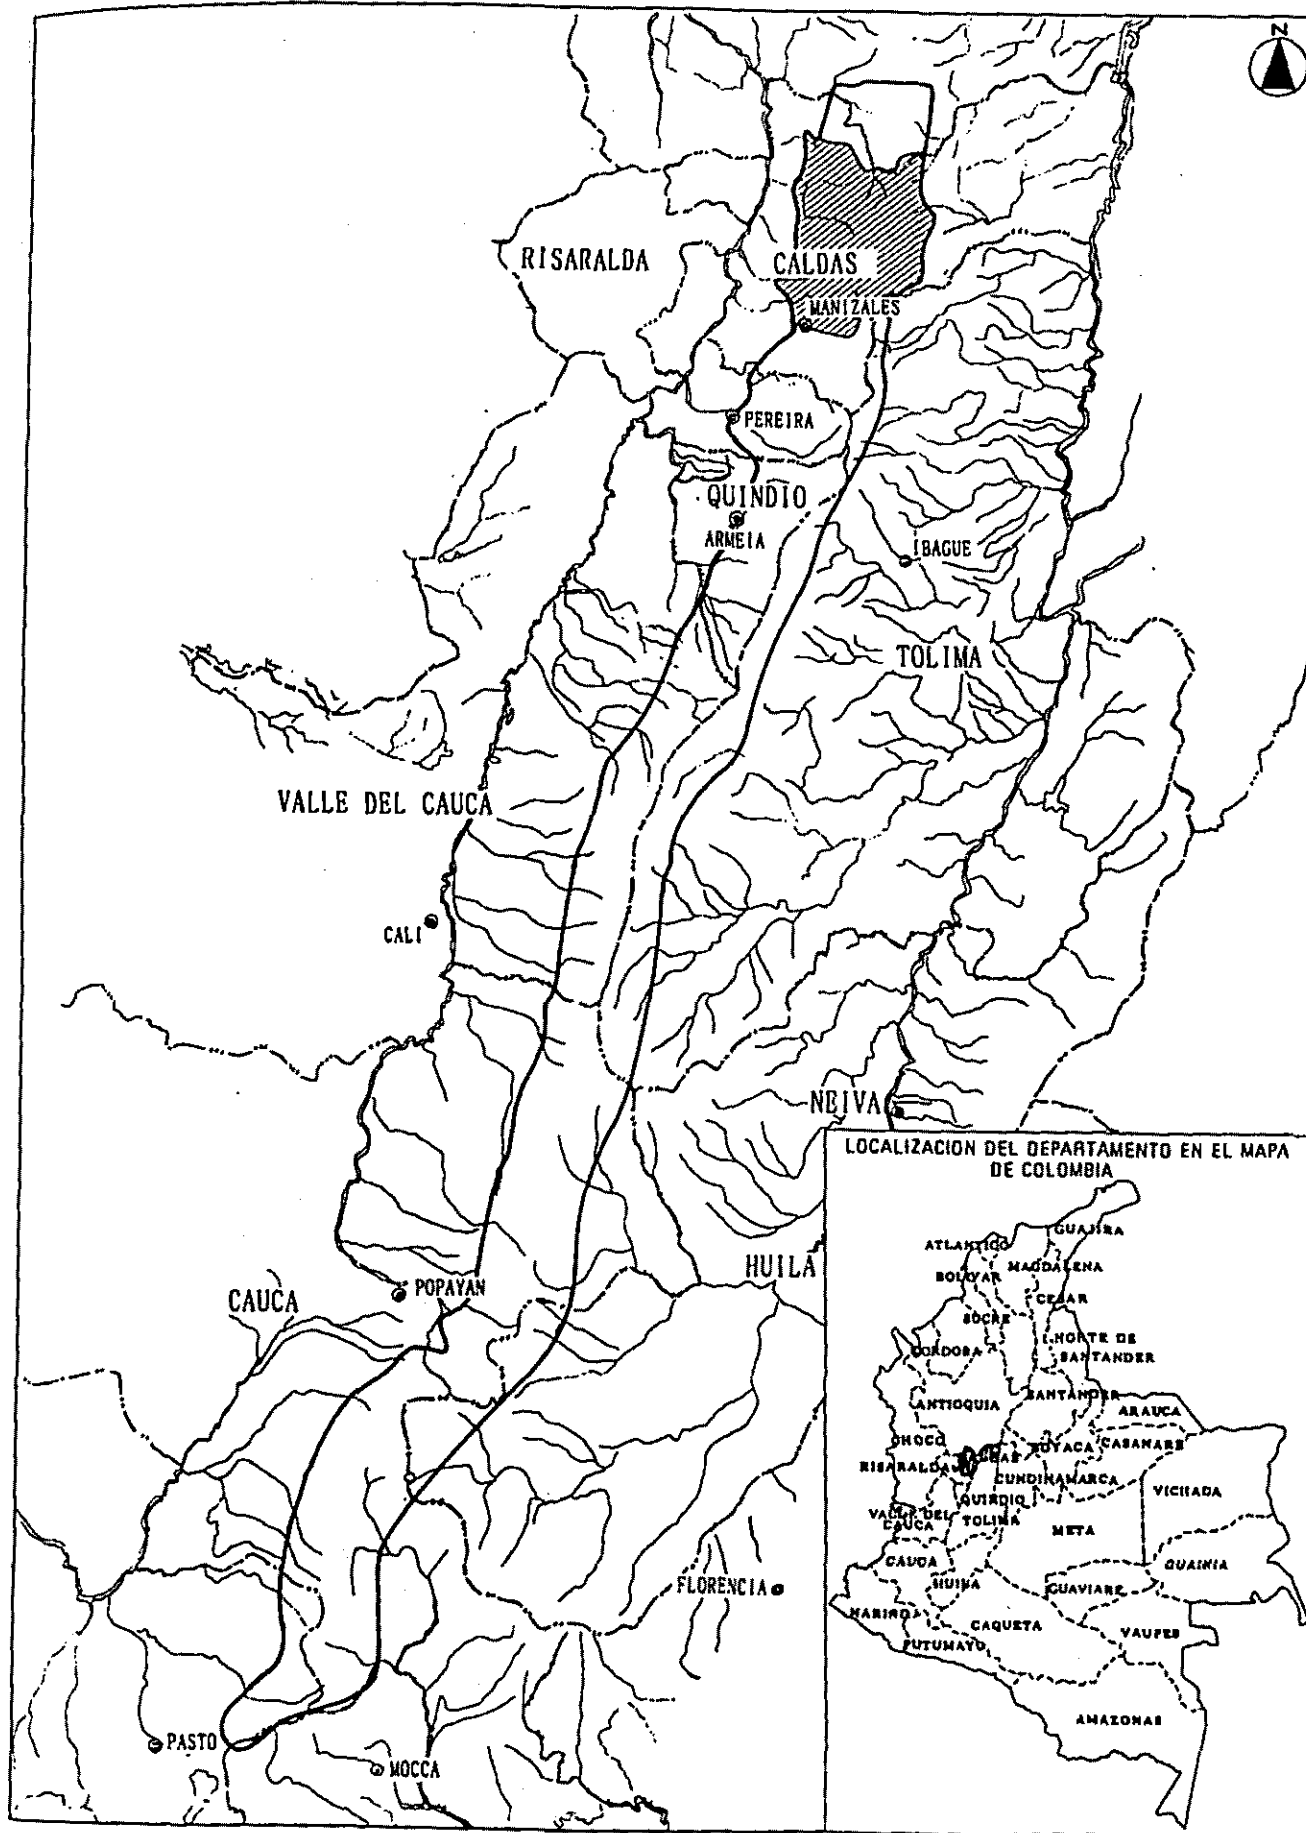 N
RISARALDA
CALDAS
MANIZALES
PEREIRA
QUINDIO
ARMEIA
IBAGUE
TOLIMA
VALLE DEL CAUCA
CALI
NEIVA
HUILA
POPAYAN
CAUCA
FLORENCIA
PASTO
MOCCA
LOCALIZACION DEL DEPARTAMENTO EN EL MAPA
DE COLOMBIA
GUAJIRA
ATLANTICO
MAGDALENA
BOLIVAR
CESAR
SUCRE
NORTE DE
SANTANDER
CORDOBA
SANTANDER
ANTIOQUIA
ARAUCA
CHOCO
BOYACA
CASANARE
RISARALDA
CUNDINAMARCA
VICHADA
QUINDIO
VALLE DEL
CAUCA
TOLIMA
META
CAUCA
GUAINIA
HUILA
GUAVIARE
NARINO
CAQUETA
VAUPES
PUTUMAYO
AMAZONAS